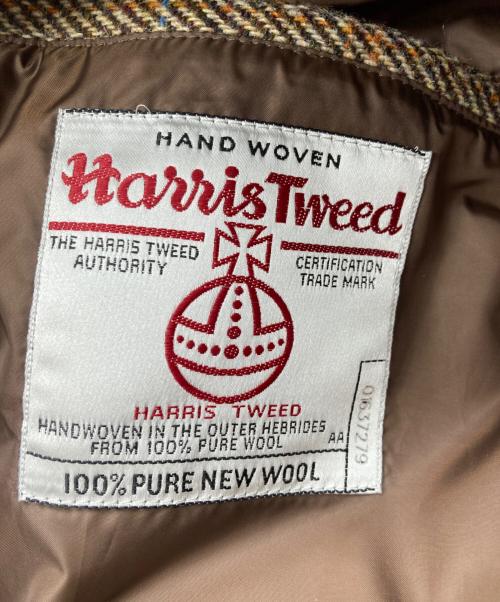 HAND WOVEN
Harris Tweed
THE HARRIS TWEED
AUTHORITY
CERTIFICATION
TRADE MARK
HARRIS TWEED
HANDWOVEN IN THE OUTER HEBRIDES
FROM 100% PURE WOOL
AA
01637279
100% PURE NEW WOOL